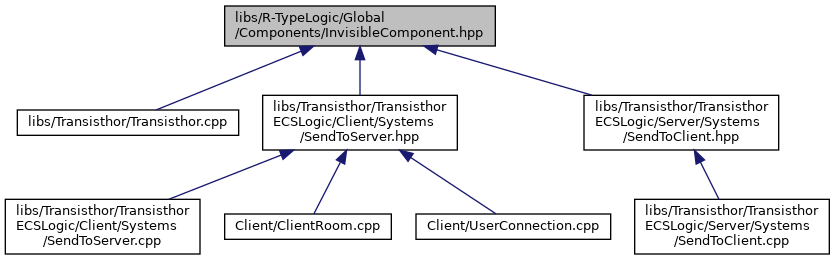 libs/R-TypeLogic/Global
/Components/InvisibleComponent.hpp
libs/Transisthor/Transisthor.cpp
libs/Transisthor/Transisthor
ECSLogic/Client/Systems
/SendToServer.hpp
libs/Transisthor/Transisthor
ECSLogic/Server/Systems
/SendToClient.hpp
libs/Transisthor/Transisthor
ECSLogic/Client/Systems
/SendToServer.cpp
Client/ClientRoom.cpp
Client/UserConnection.cpp
libs/Transisthor/Transisthor
ECSLogic/Server/Systems
/SendToClient.cpp